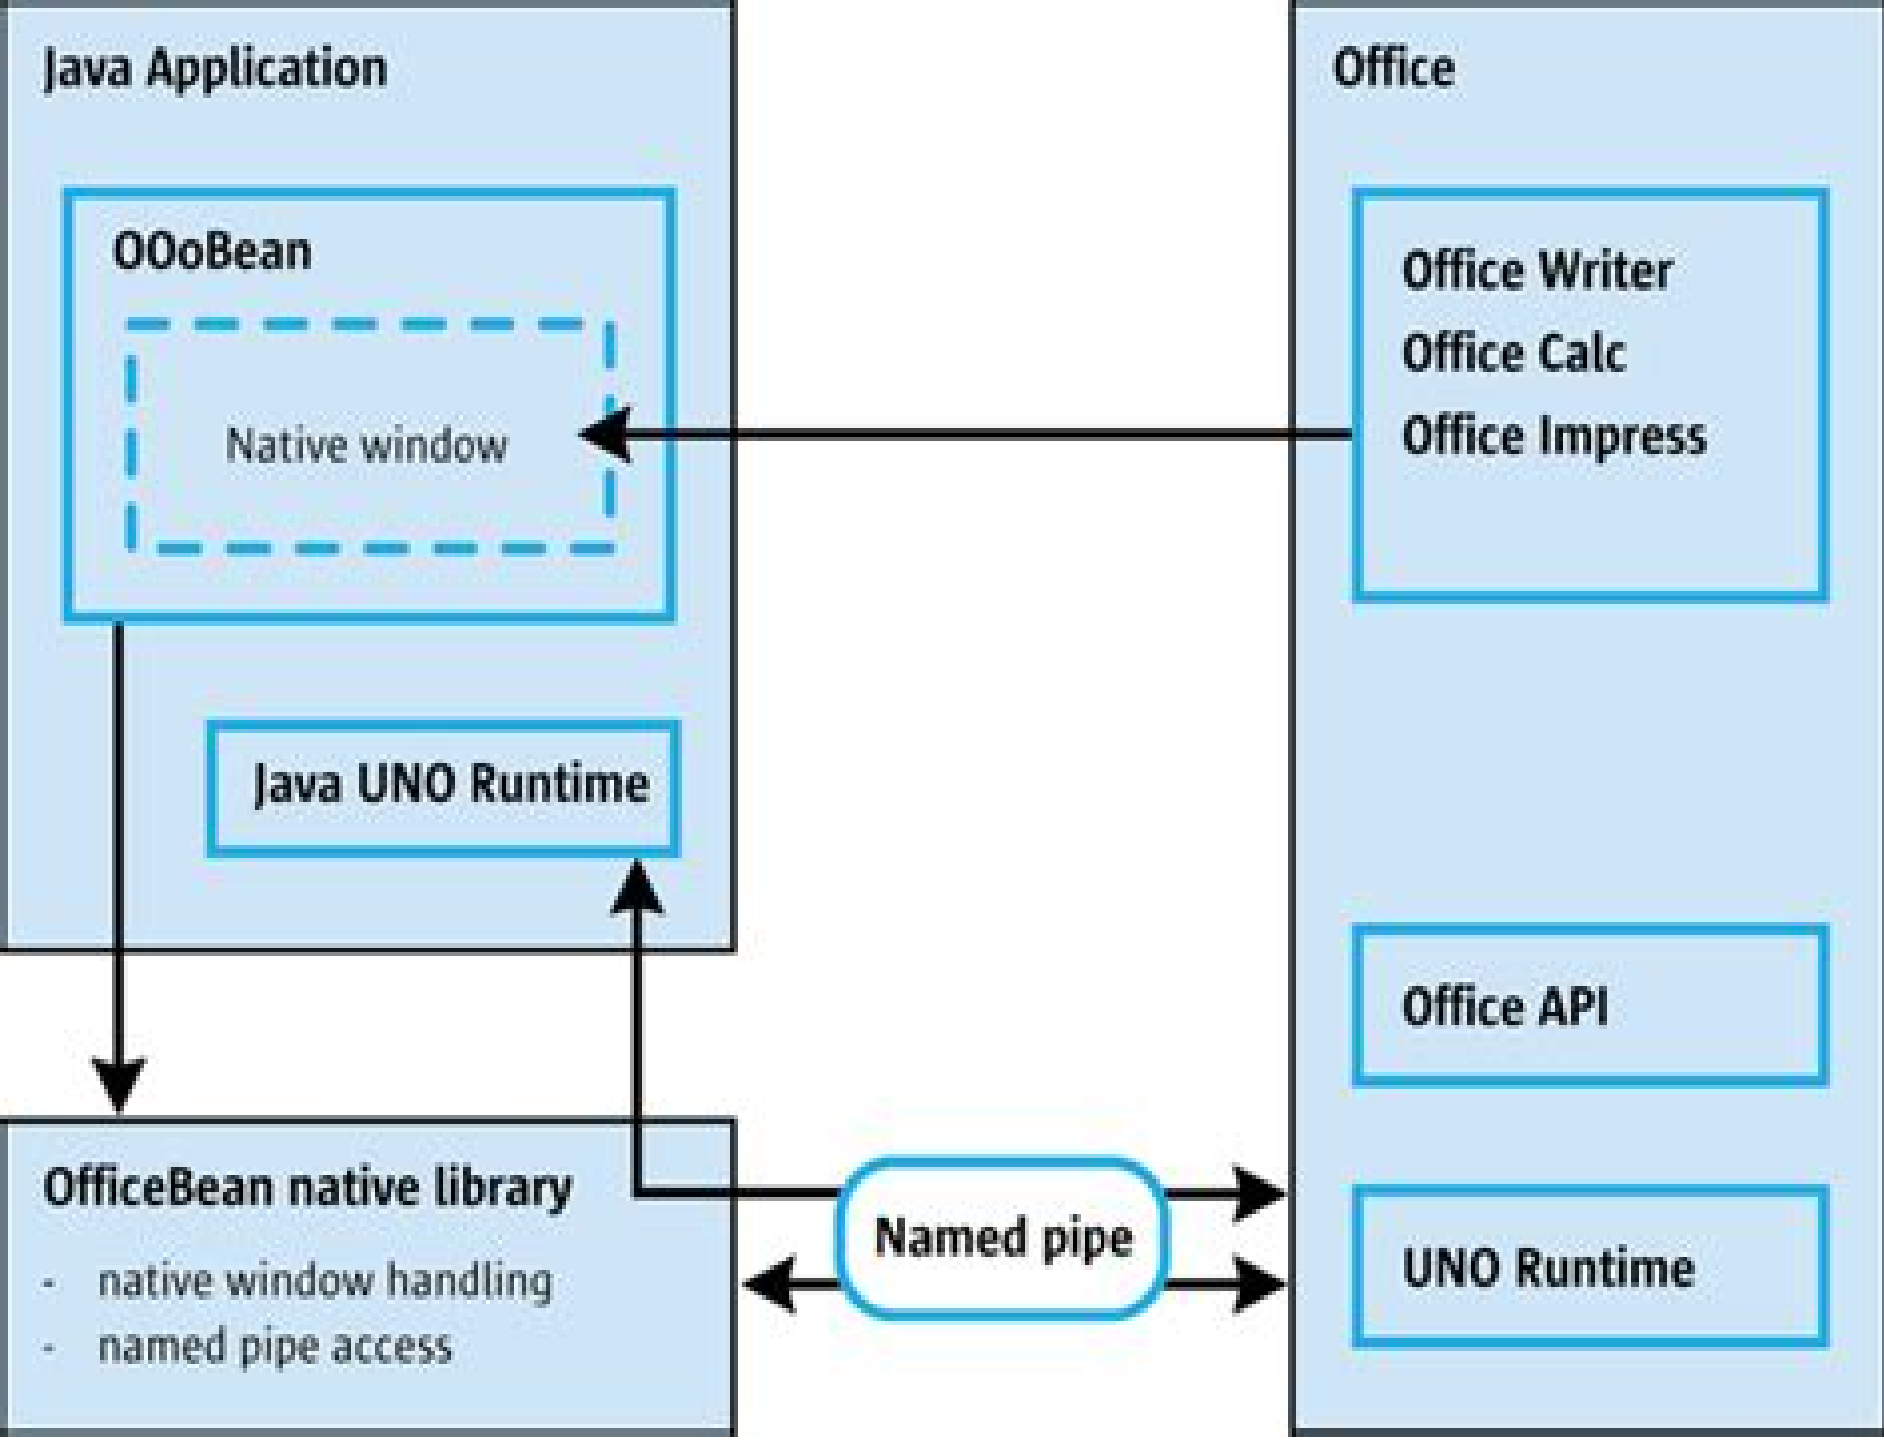 Java Application
OOoBean
Native window
Java UNO Runtime
OfficeBean native library
- native window handling
- named pipe access
Named pipe
Office
Office Writer
Office Calc
Office Impress
Office API
UNO Runtime